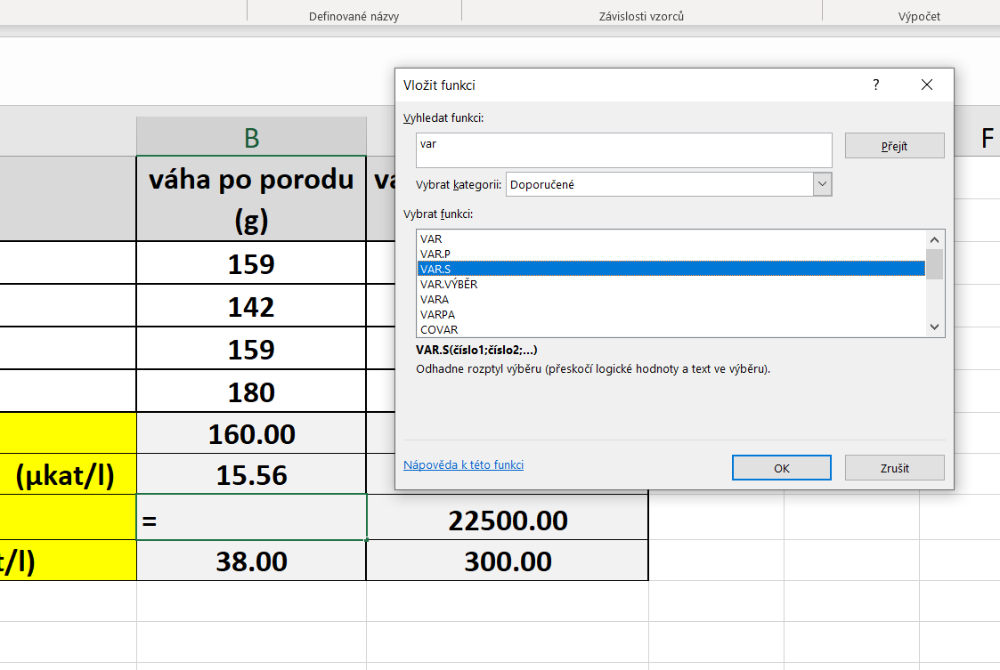 Definované názvy
Závislosti vzorců
Výpočet
Vložit funkci
?
Vyhledat funkci:
var
Přejít
Vybrat kategorii:
Doporučené
Vybrat funkci:
VAR
VAR.P
VAR.S
VAR.VÝBĚR
VARA
VARPA
COVAR
VAR.S(číslo1;číslo2;...)
Odhadne rozptyl výběru (přeskočí logické hodnoty a text ve výběru).
Nápověda k této funkci
OK
Zrušit
B
F
váha po porodu
(g)
159
142
159
180
160.00
(μkat/l)
15.56
=
22500.00
t/l)
38.00
300.00